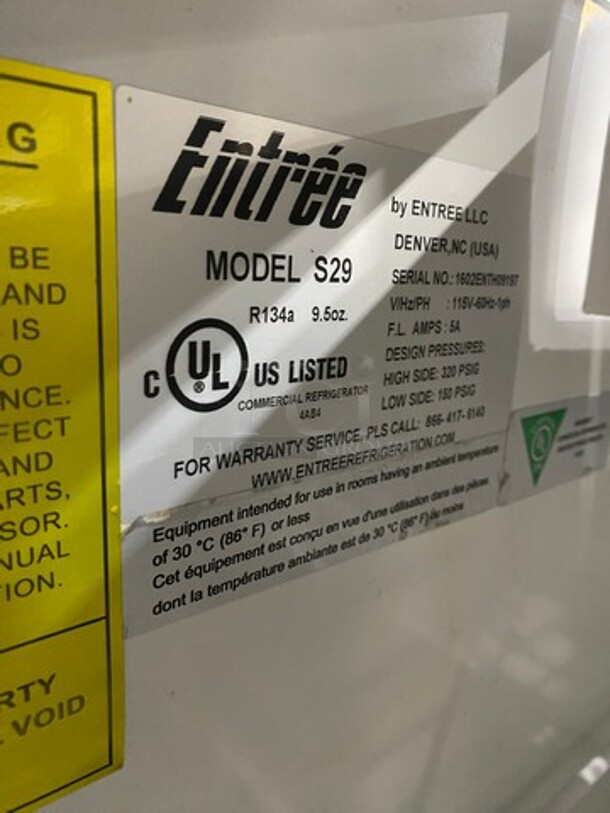 G
BE
AND
IS
O
NCE.
FECT
AND
ARTS,
SOR.
NUAL
ION.
RTY
VOID
Entrée
MODEL S29
R134a 9.5oz.
C UL ® US LISTED
COMMERCIAL REFRIGERATOR
4AB4
by ENTREE LLC
DENVER, NC (USA)
SERIAL NO.: 1602ENTH09197
V/Hz/PH : 115V-60Hz-1ph
F.L. AMPS : 5A
DESIGN PRESSURES:
HIGH SIDE: 320 PSIG
LOW SIDE: 150 PSIG
FOR WARRANTY SERVICE, PLS CALL: 866-417-6140
WWW.ENTREEREFRIGERATION.COM
Equipment intended for use in rooms having an ambient temperature
of 30 °C (86° F) or less
Cet équipement est conçu en vue d'une utilisation dans des pièces
dont la température ambiante est de 30 °C (86° F) du moins